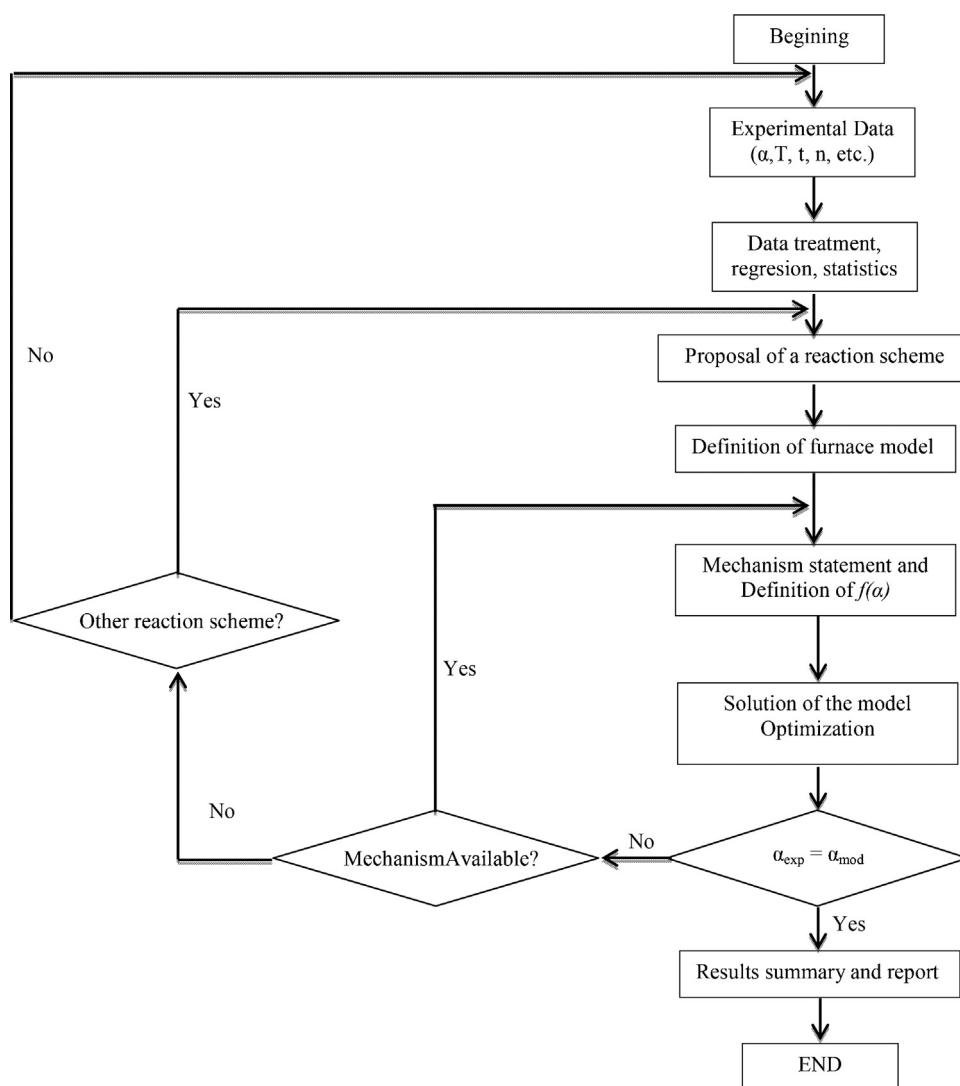 Begining
Experimental Data
(α,T, t, n, etc.)
Data treatment,
regresion, statistics
No
Yes
Proposal of a reaction scheme
Definition of furnace model
Mechanism statement and
Definition of f(α)
Other reaction scheme?
Yes
Solution of the model
Optimization
No
No
MechanismAvailable?
αexp = αmod
Yes
Results summary and report
END